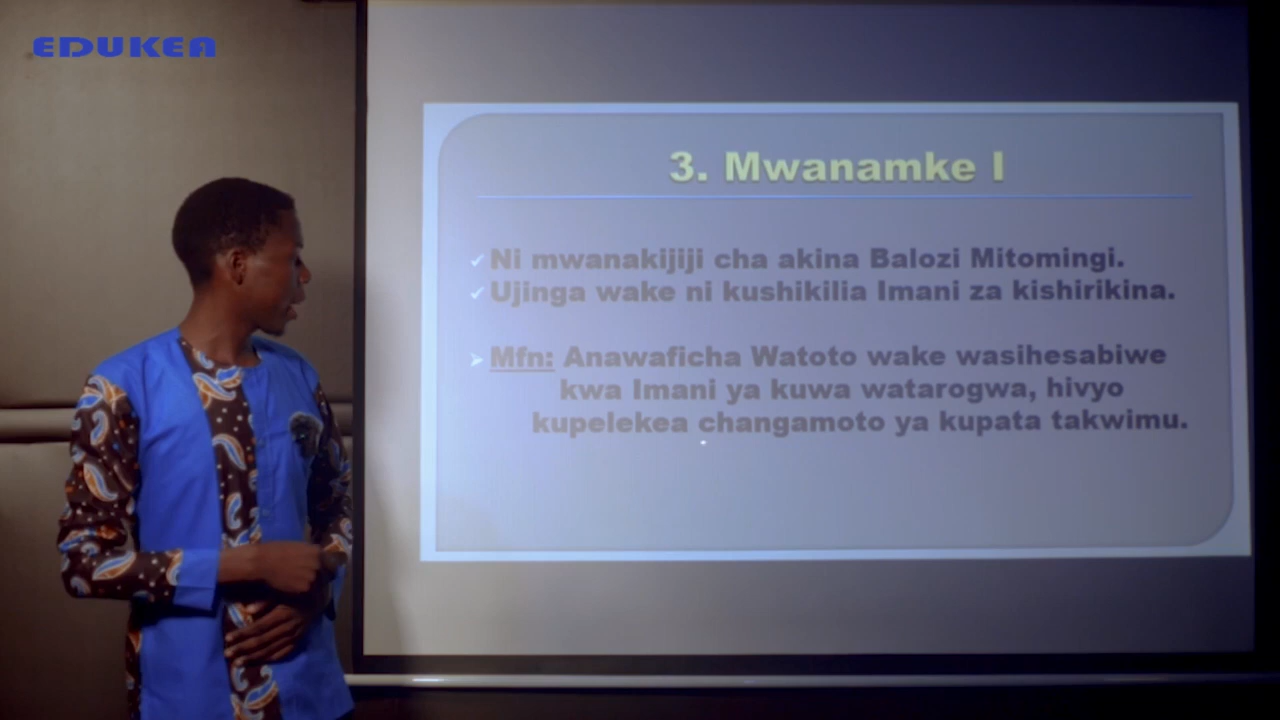 EDUKEA
3. Mwanamke I
Ni mwanakijiji cha akina Balozi Mitomingi.
Ujinga wake ni kushikilia Imani za kishirikina.
Mfn: Anawaficha Watoto wake wasihesabiwe
kwa Imani ya kuwa watarogwa, hivyo
kupelekea changamoto ya kupata takwimu.